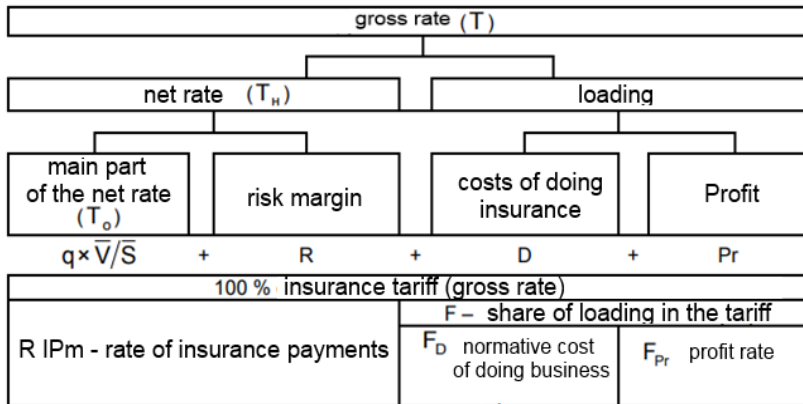 gross rate (T)
net rate (Tн)
loading
main part
of the net rate
(Tₒ)
risk margin
costs of doing
insurance
Profit
q × V̅/S̅ + R + D + Pr
100 % insurance tariff (gross rate)
F – share of loading in the tariff
R IPm - rate of insurance payments
F_D normative cost
of doing business
F_Pr profit rate